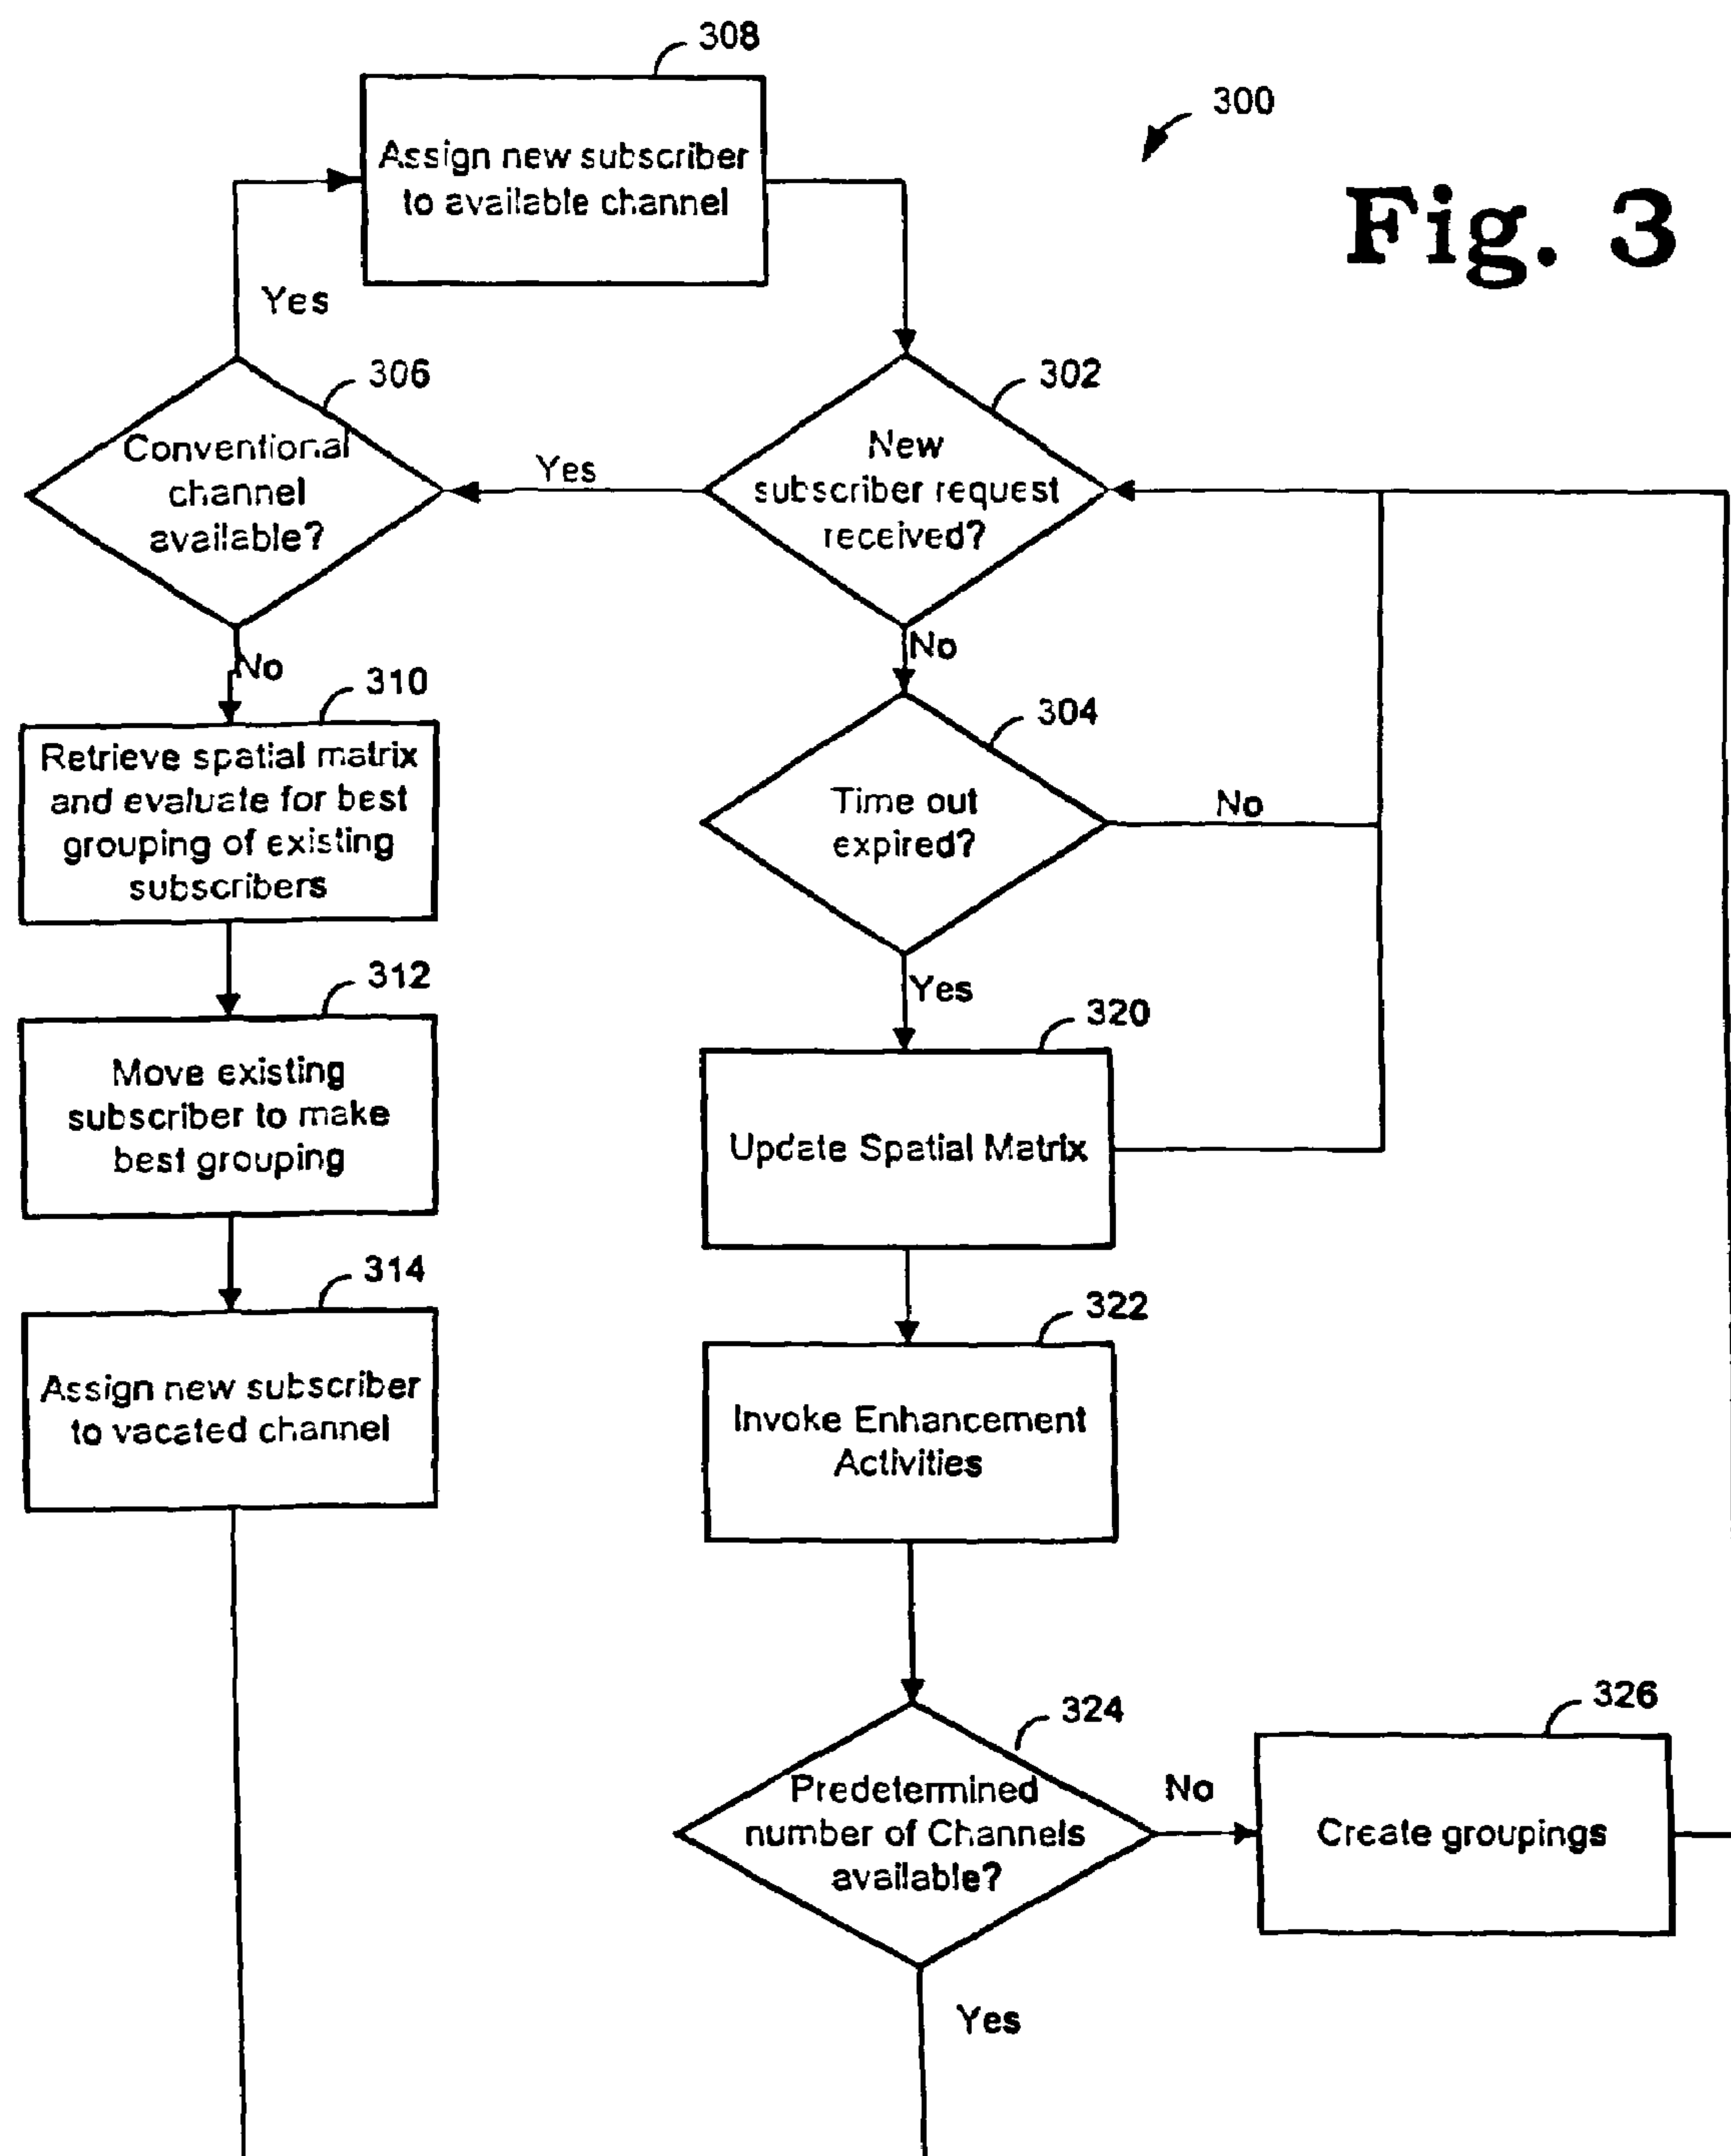 308
300
Assign new subscriber
to available channel
Fig. 3
Yes
306
302
Conventional
channel
available?
Yes
New
subscriber request
received?
No
No
310
304
Retrieve spatial matrix
and evaluate for best
grouping of existing
subscribers
Time out
expired?
No
312
Yes
320
Move existing
subscriber to make
best grouping
Update Spatial Matrix
314
322
Assign new subscriber
to vacated channel
Invoke Enhancement
Activities
324
326
Predetermined
number of Channels
available?
No
Create groupings
Yes